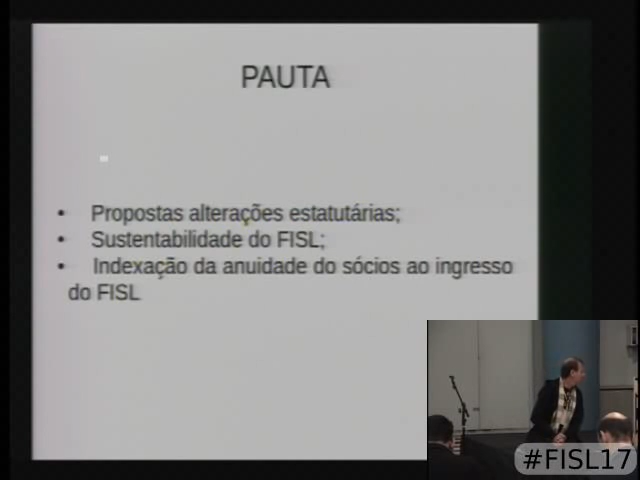 PAUTA
• Propostas alterações estatutárias;
• Sustentabilidade do FISL;
• Indexação da anuidade do sócios ao ingresso
do FISL
#FISL17